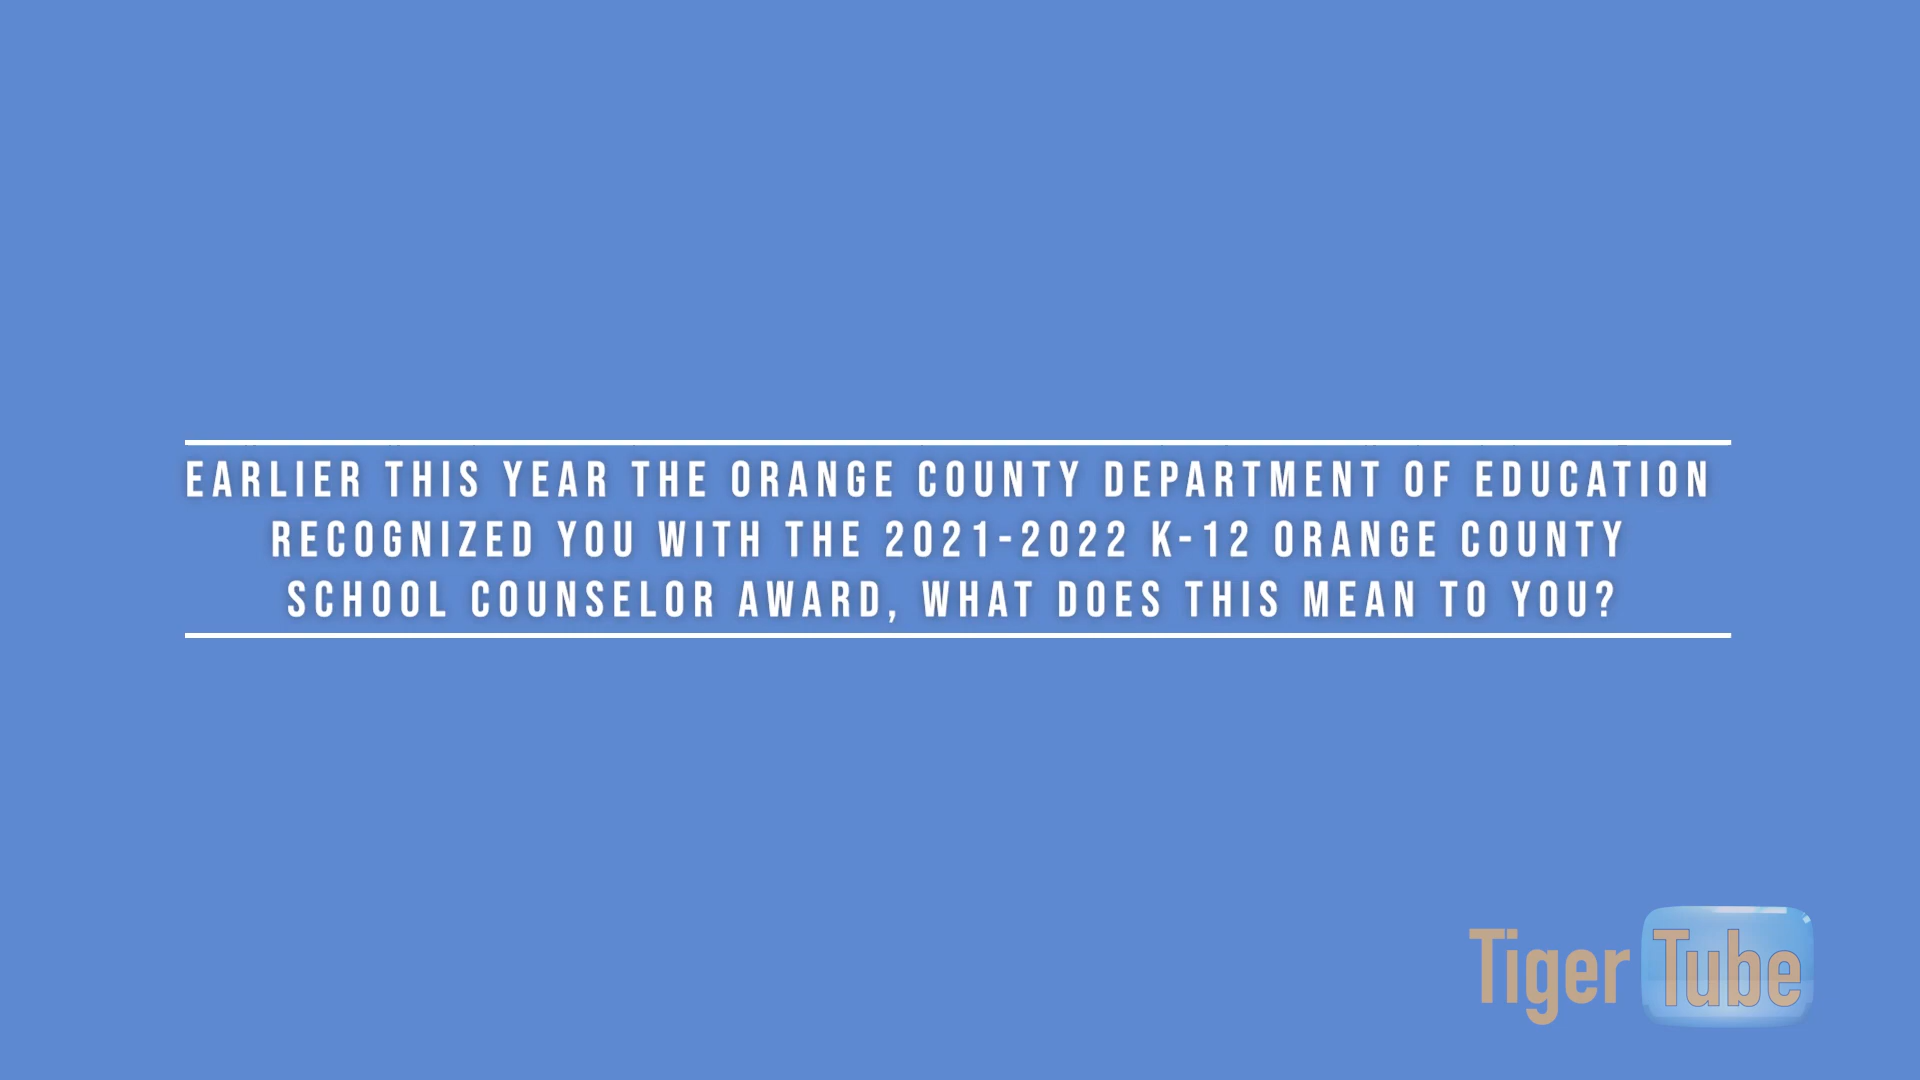 EARLIER THIS YEAR THE ORANGE COUNTY DEPARTMENT OF EDUCATION
RECOGNIZED YOU WITH THE 2021-2022 K-12 ORANGE COUNTY
SCHOOL COUNSELOR AWARD, WHAT DOES THIS MEAN TO YOU?
Tiger Tube